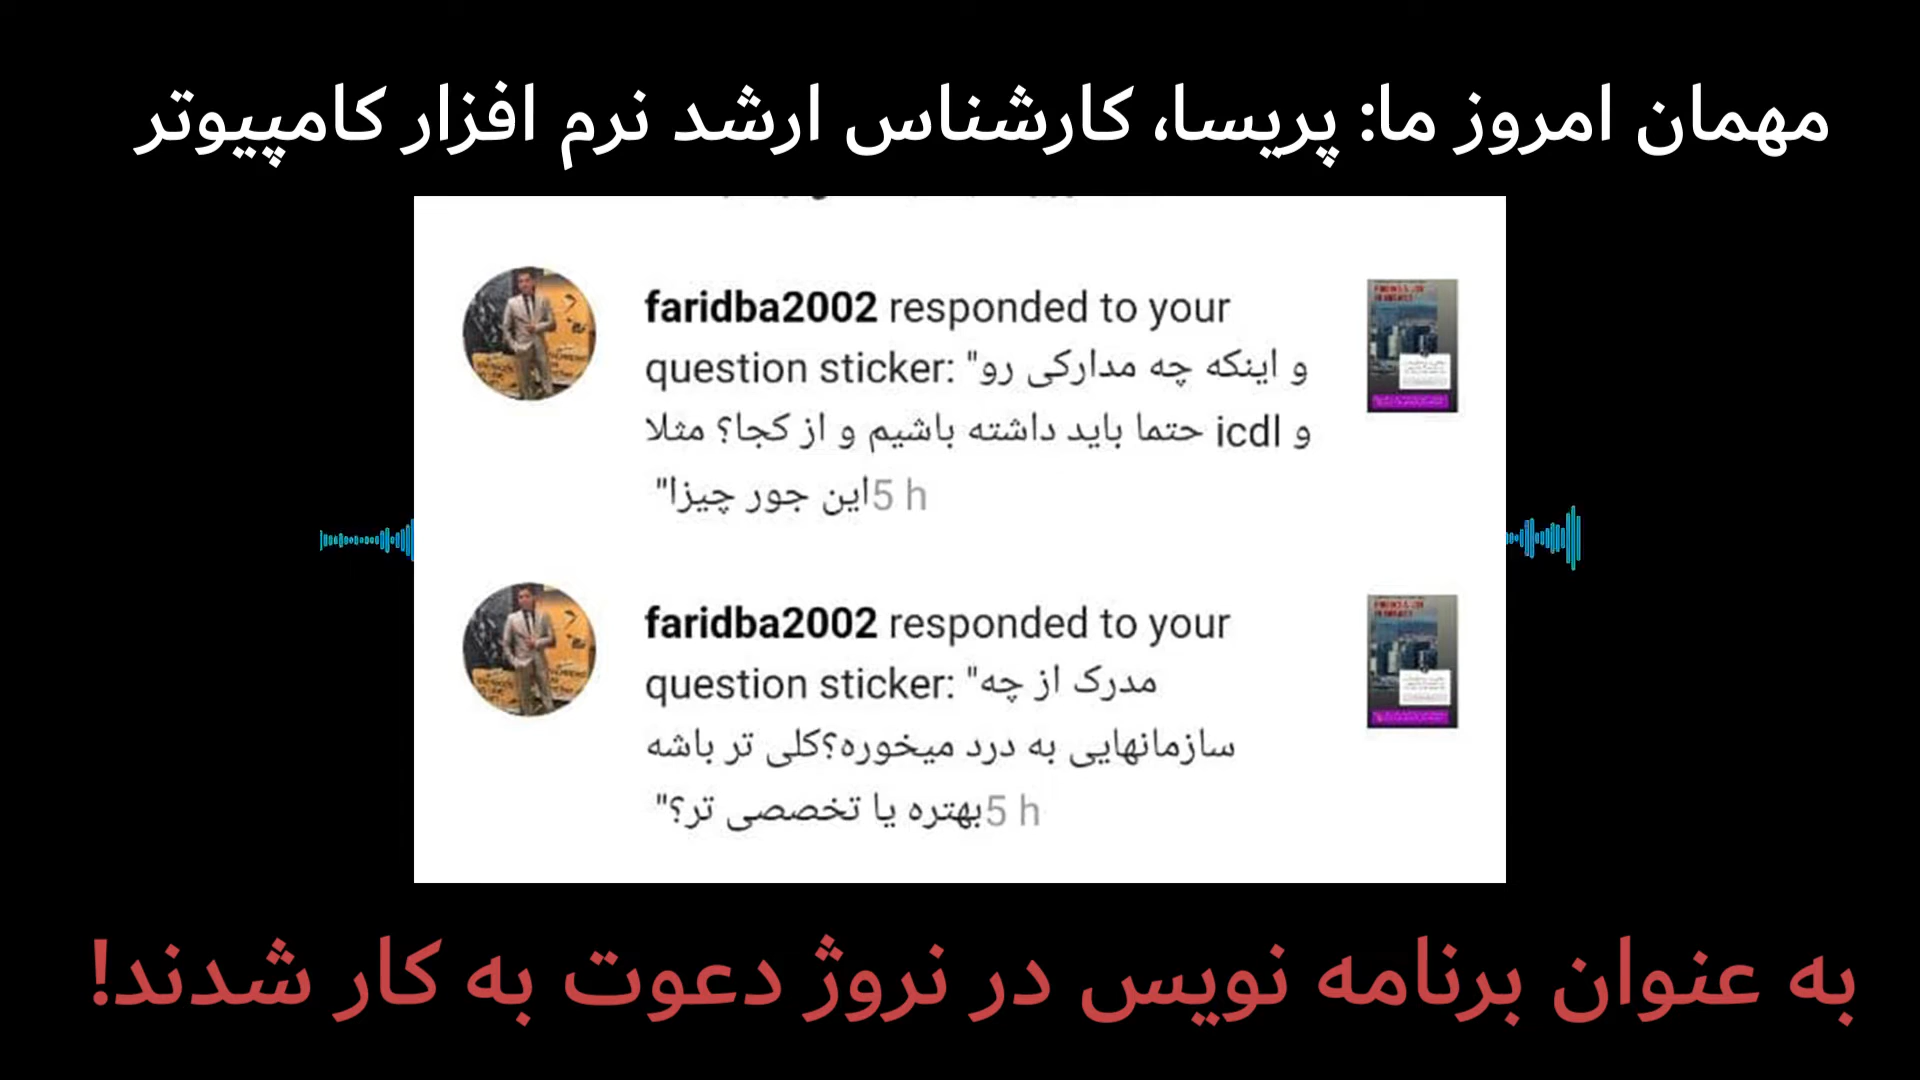 مهمان امروز ما: پریسا، کارشناس ارشد نرم افزار کامپیوتر
faridba2002 responded to your
question sticker: "و اینکه چه مدارکی رو
حتما باید داشته باشیم و از کجا؟ مثلا icdl و
این جور چیزا" 5 h
faridba2002 responded to your
question sticker: "مدرک از چه
سازمانهایی به درد میخوره؟کلی تر باشه
بهتره یا تخصصی تر؟" 5 h
به عنوان برنامه نویس در نروژ دعوت به کار شدند!